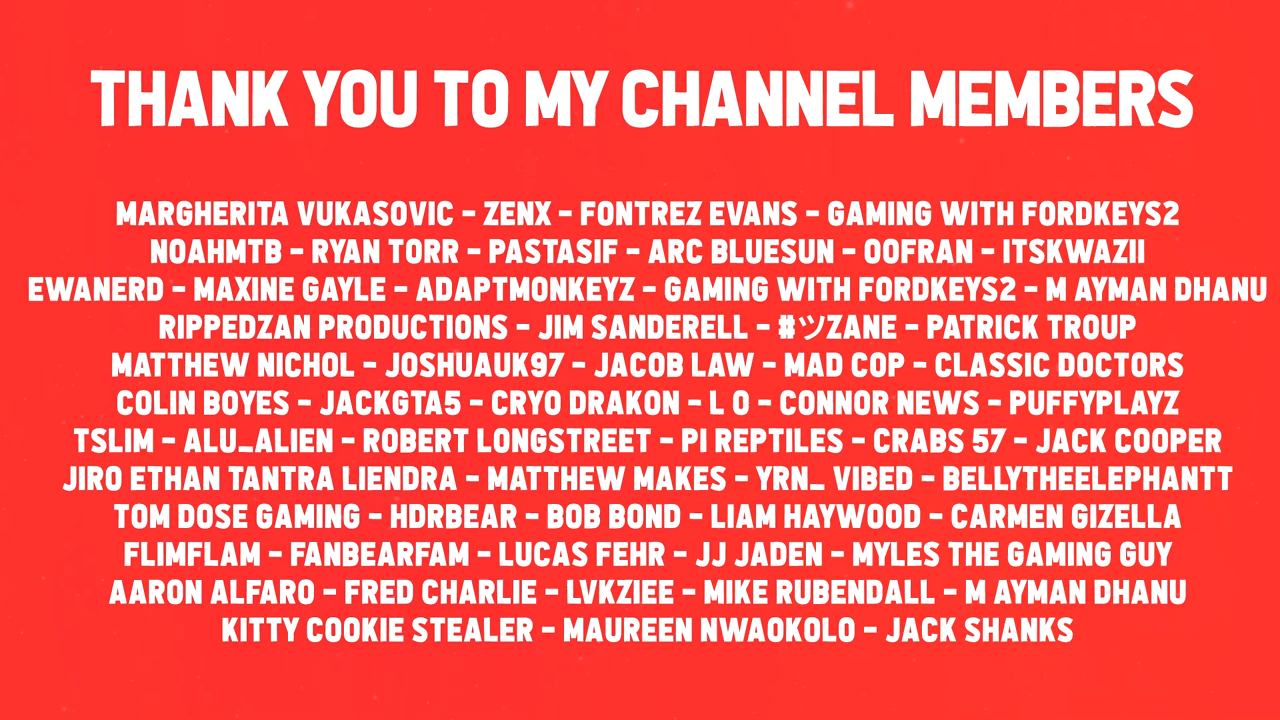 THANK YOU TO MY CHANNEL MEMBERS
MARGHERITA VUKASOVIC - ZENX - FONTREZ EVANS - GAMING WITH FORDKEYS2
NOAHMTB - RYAN TORR - PASTASIF - ARC BLUESUN - OOFRAN - ITSKWAZII
EWANERD - MAXINE GAYLE - ADAPTMONKEYZ - GAMING WITH FORDKEYS2 - M AYMAN DHANU
RIPPEDZAN PRODUCTIONS - JIM SANDERELL - #ツZANE - PATRICK TROUP
MATTHEW NICHOL - JOSHUAUK97 - JACOB LAW - MAD COP - CLASSIC DOCTORS
COLIN BOYES - JACKGTA5 - CRYO DRAKON - L O - CONNOR NEWS - PUFFYPLAYZ
TSLIM - ALU_ALIEN - ROBERT LONGSTREET - PI REPTILES - CRABS 57 - JACK COOPER
JIRO ETHAN TANTRA LIENDRA - MATTHEW MAKES - YRN_ VIBED - BELLYTHEELEPHANTT
TOM DOSE GAMING - HDRBEAR - BOB BOND - LIAM HAYWOOD - CARMEN GIZELLA
FLIMFLAM - FANBEARFAM - LUCAS FEHR - JJ JADEN - MYLES THE GAMING GUY
AARON ALFARO - FRED CHARLIE - LVKZIEE - MIKE RUBENDALL - M AYMAN DHANU
KITTY COOKIE STEALER - MAUREEN NWAOKOLO - JACK SHANKS